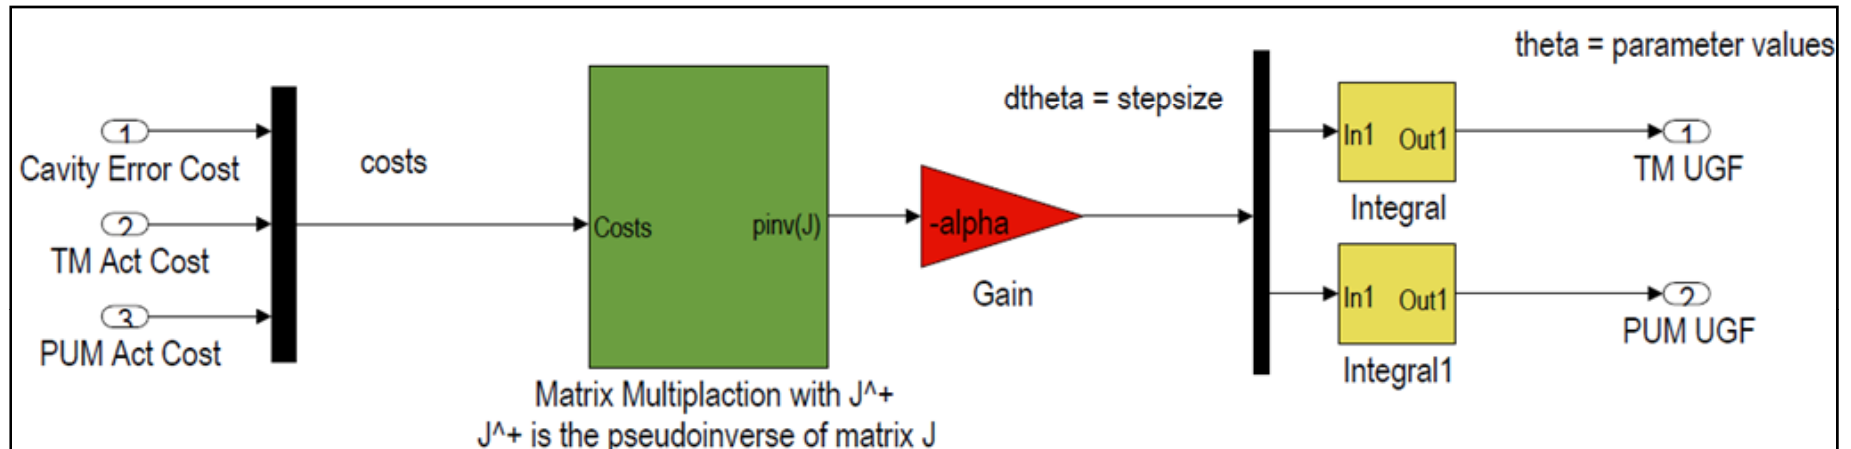 theta = parameter values
dtheta = stepsize
costs
1
Cavity Error Cost
2
TM Act Cost
3
PUM Act Cost
Costs
pinv(J)
Matrix Multiplaction with J^+
J^+ is the pseudoinverse of matrix J
-alpha
Gain
In1
Out1
Integral
In1
Out1
Integral1
1
TM UGF
2
PUM UGF